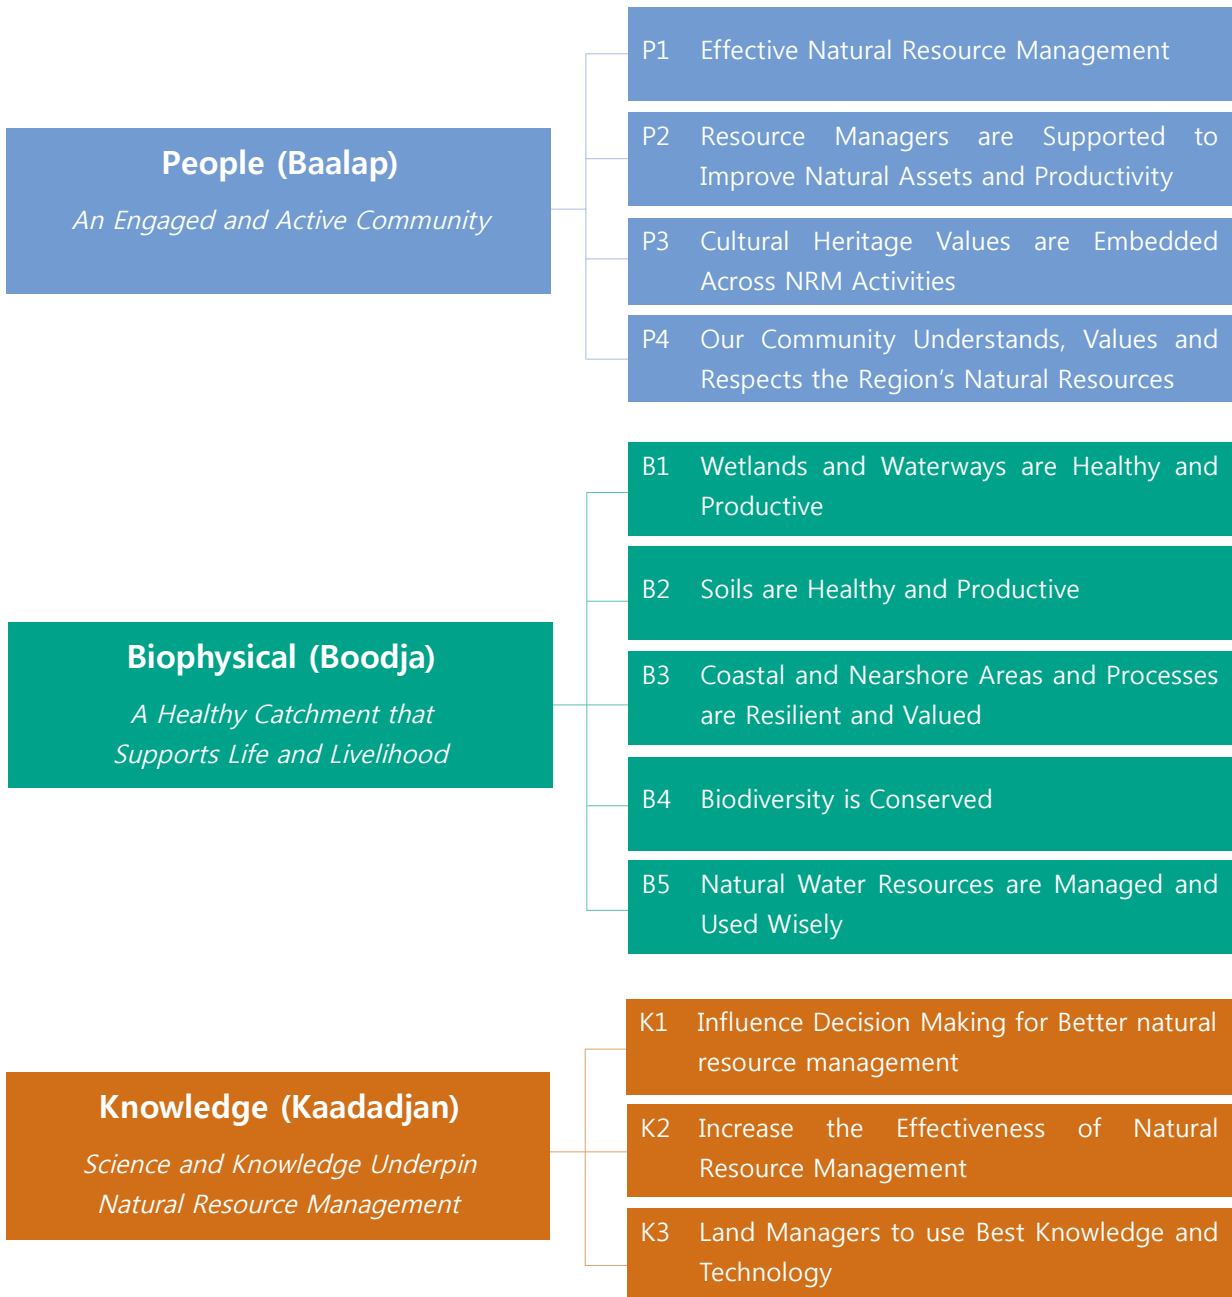 People (Baalap)
An Engaged and Active Community
P1 Effective Natural Resource Management
P2 Resource Managers are Supported to
Improve Natural Assets and Productivity
P3 Cultural Heritage Values are Embedded
Across NRM Activities
P4 Our Community Understands, Values and
Respects the Region’s Natural Resources
Biophysical (Boodja)
A Healthy Catchment that
Supports Life and Livelihood
B1 Wetlands and Waterways are Healthy and
Productive
B2 Soils are Healthy and Productive
B3 Coastal and Nearshore Areas and Processes
are Resilient and Valued
B4 Biodiversity is Conserved
B5 Natural Water Resources are Managed and
Used Wisely
Knowledge (Kaadadjan)
Science and Knowledge Underpin
Natural Resource Management
K1 Influence Decision Making for Better natural
resource management
K2 Increase the Effectiveness of Natural
Resource Management
K3 Land Managers to use Best Knowledge and
Technology